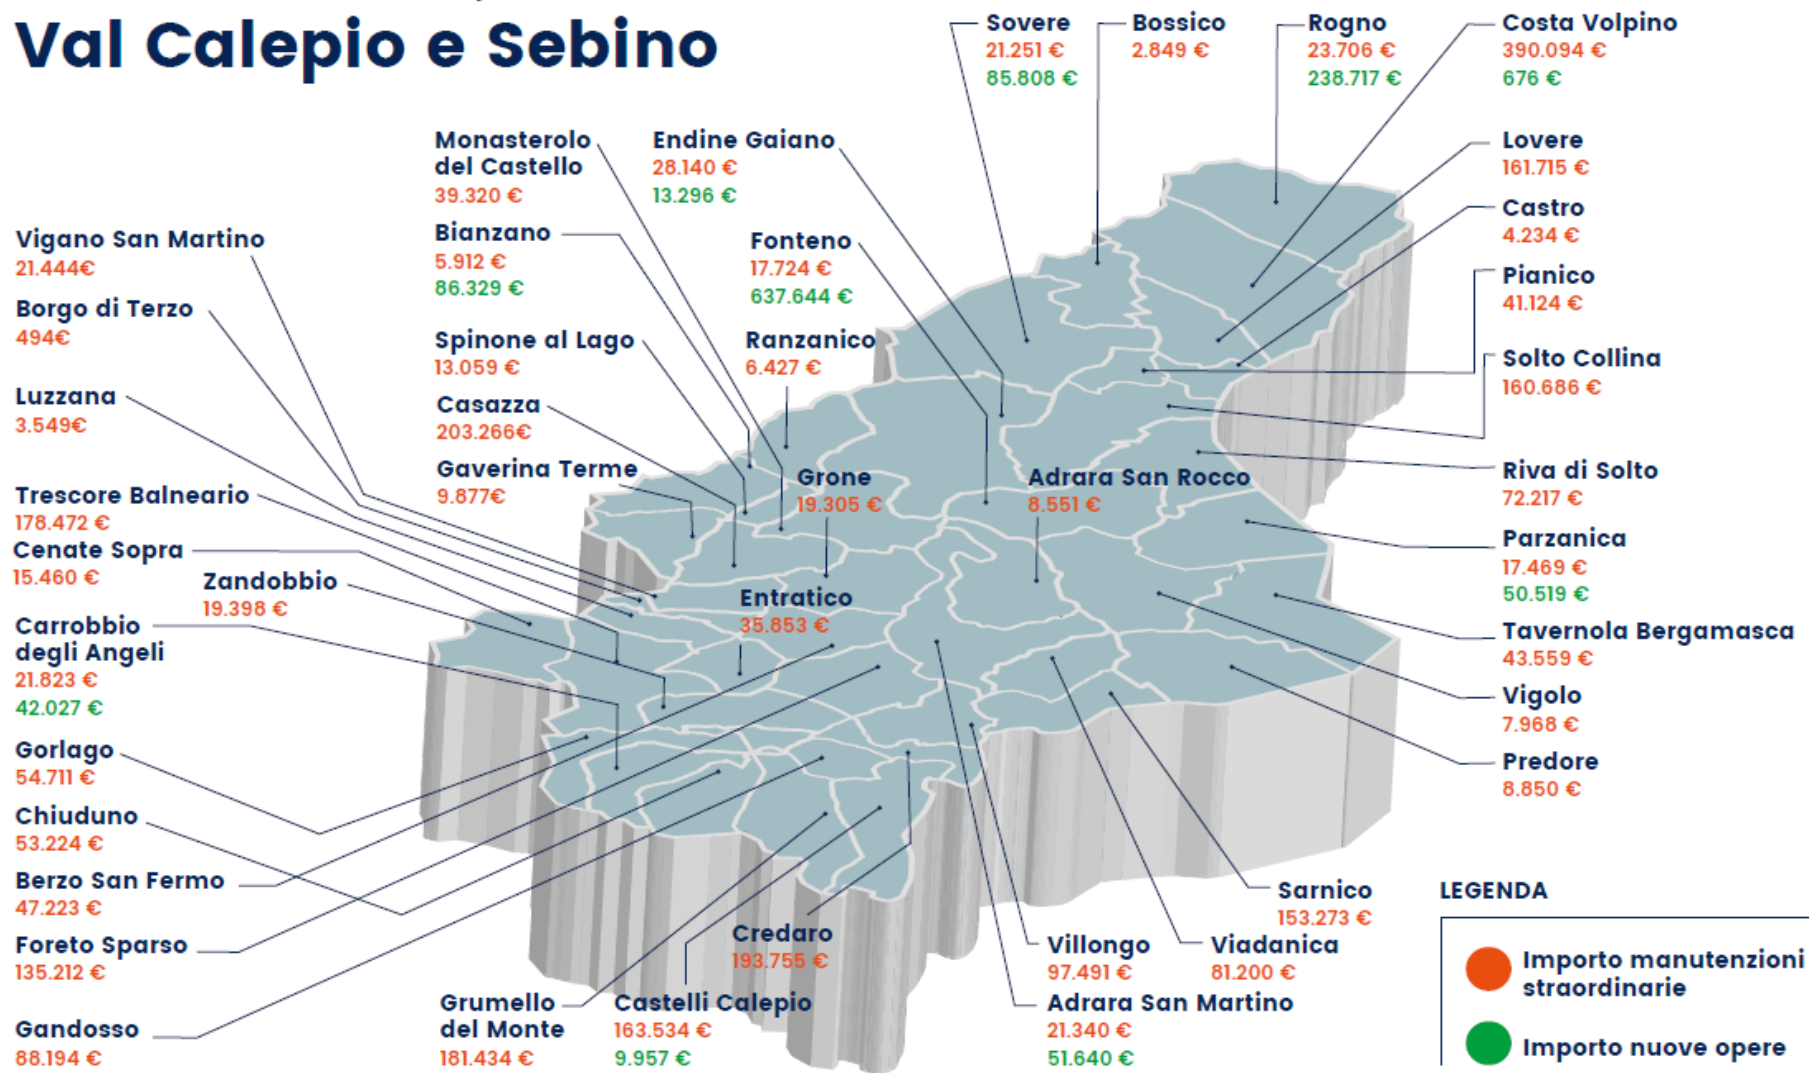 Val Calepio e Sebino
Sovere
21.251 €
85.808 €
Bossico
2.849 €
Rogno
23.706 €
238.717 €
Costa Volpino
390.094 €
676 €
Monasterolo
del Castello
39.320 €
Endine Gaiano
28.140 €
13.296 €
Lovere
161.715 €
Castro
4.234 €
Vigano San Martino
21.444€
Bianzano
5.912 €
86.329 €
Fonteno
17.724 €
637.644 €
Pianico
41.124 €
Borgo di Terzo
494€
Spinone al Lago
13.059 €
Ranzanico
6.427 €
Solto Collina
160.686 €
Luzzana
3.549€
Casazza
203.266€
Gaverina Terme
9.877€
Grone
19.305 €
Adrara San Rocco
8.551 €
Riva di Solto
72.217 €
Trescore Balneario
178.472 €
Cenate Sopra
15.460 €
Zandobbio
19.398 €
Entratico
35.853 €
Parzanica
17.469 €
50.519 €
Carrobbio
degli Angeli
21.823 €
42.027 €
Tavernola Bergamasca
43.559 €
Vigolo
7.968 €
Gorlago
54.711 €
Predore
8.850 €
Chiuduno
53.224 €
Berzo San Fermo
47.223 €
Foreto Sparso
135.212 €
Gandosso
88.194 €
Grumello
del Monte
181.434 €
Castelli Calepio
163.534 €
9.957 €
Credaro
193.755 €
Villongo
97.491 €
Viadanica
81.200 €
Sarnico
153.273 €
Adrara San Martino
21.340 €
51.640 €
LEGENDA
Importo manutenzioni
straordinarie
Importo nuove opere